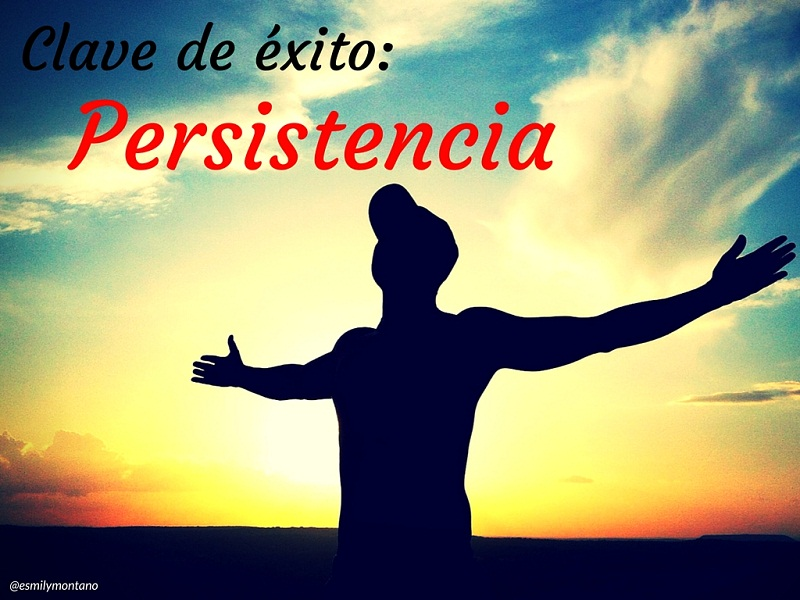 Clave de éxito:
Persistencia
@esmilymontano